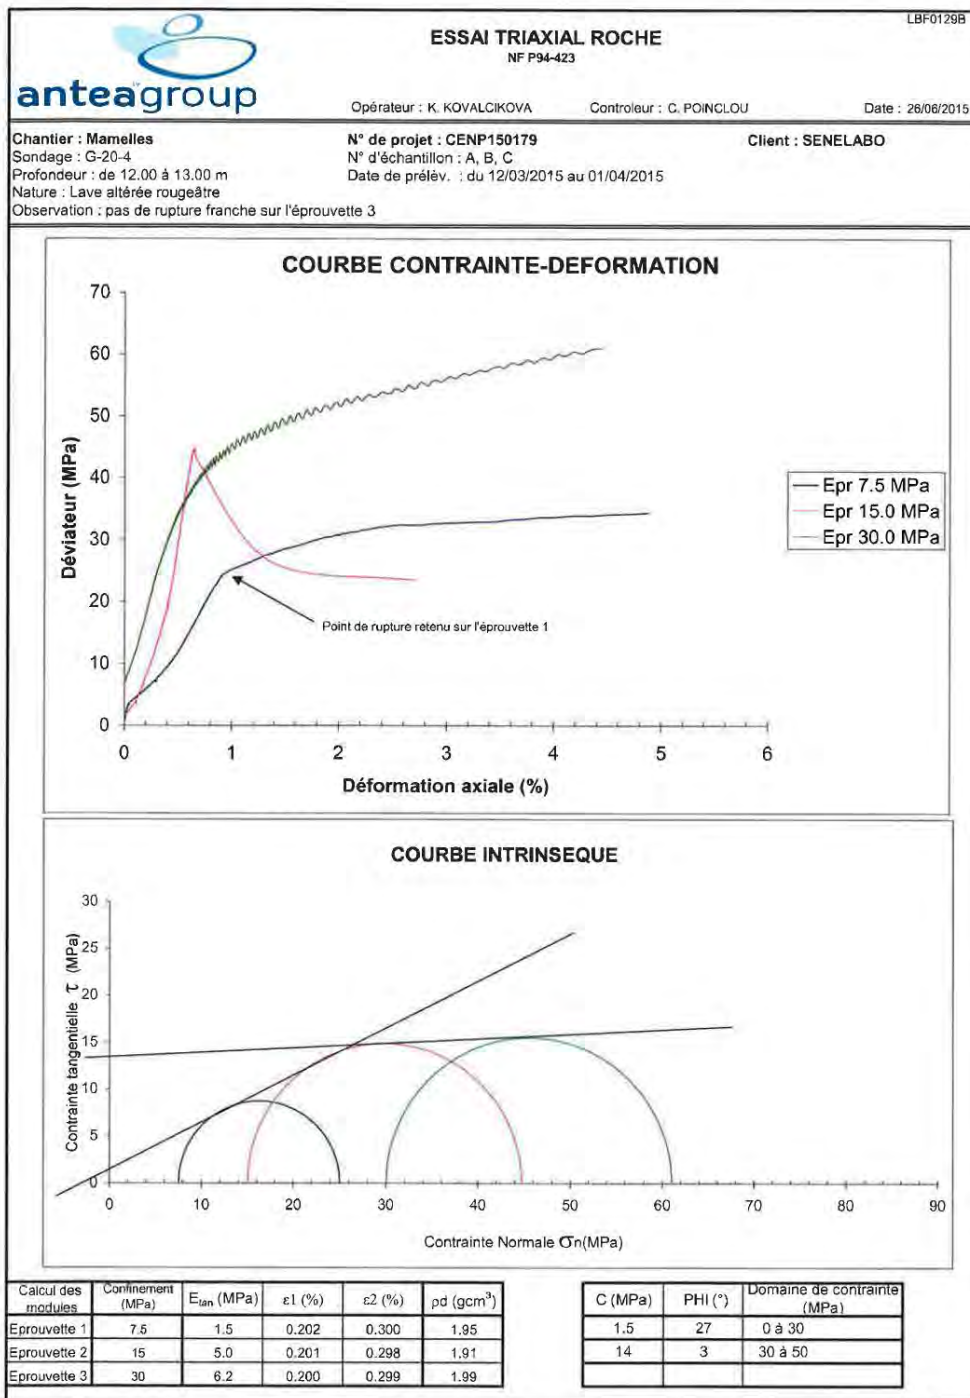 LBF0129B
anteagroup
ESSAI TRIAXIAL ROCHE
NF P94-423
Opérateur : K. KOVALCIKOVA Controleur : C. POINCLOU Date : 26/06/2015
Chantier : Mamelles N° de projet : CENP150179 Client : SENELABO
Sondage : G-20-4 N° d'échantillon : A, B, C
Profondeur : de 12.00 à 13.00 m Date de prélév. : du 12/03/2015 au 01/04/2015
Nature : Lave altérée rougeâtre
Observation : pas de rupture franche sur l'éprouvette 3
COURBE CONTRAINTE-DEFORMATION
Déviateur (MPa)
70
60
50
40
30
20
10
0
0 1 2 3 4 5 6
Déformation axiale (%)
Point de rupture retenu sur l'éprouvette 1
Epr 7.5 MPa
Epr 15.0 MPa
Epr 30.0 MPa
COURBE INTRINSEQUE
Contrainte tangentielle τ (MPa)
30
25
20
15
10
5
0
0 10 20 30 40 50 60 70 80 90
Contrainte Normale σn(MPa)
Calcul des modules Confinement (MPa) Etan (MPa) ε1 (%) ε2 (%) ρd (gcm³)
Eprouvette 1 7.5 1.5 0.202 0.300 1.95
Eprouvette 2 15 5.0 0.201 0.298 1.91
Eprouvette 3 30 6.2 0.200 0.299 1.99
C (MPa) PHI (°) Domaine de contrainte (MPa)
1.5 27 0 à 30
14 3 30 à 50